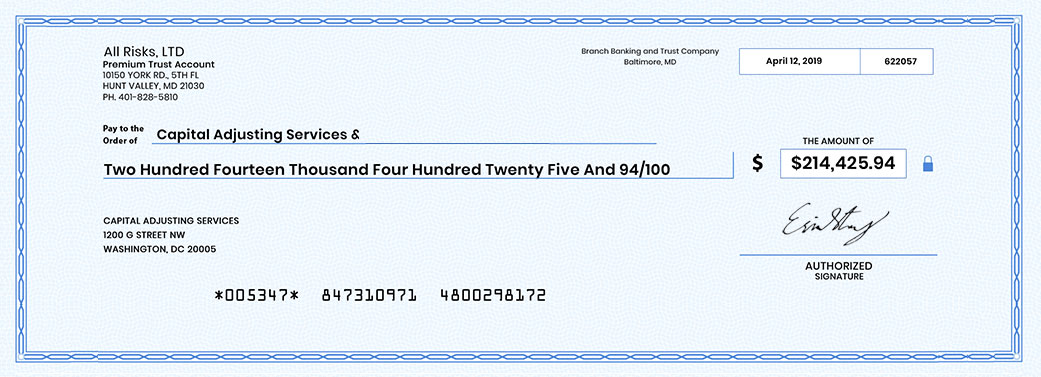 All Risks, LTD
Premium Trust Account
10150 YORK RD., 5TH FL
HUNT VALLEY, MD 21030
PH. 401-828-5810
Branch Banking and Trust Company
Baltimore, MD
April 12, 2019 622057
Pay to the
Order of
Capital Adjusting Services &
THE AMOUNT OF
Two Hundred Fourteen Thousand Four Hundred Twenty Five And 94/100
$ $214,425.94
CAPITAL ADJUSTING SERVICES
1200 G STREET NW
WASHINGTON, DC 20005
AUTHORIZED
SIGNATURE
*005347* 847310971 4800298172